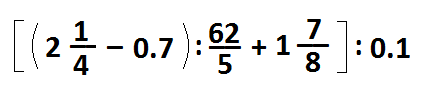 [(2 1/4 − 0.7) : 62/5 + 1 7/8] : 0.1